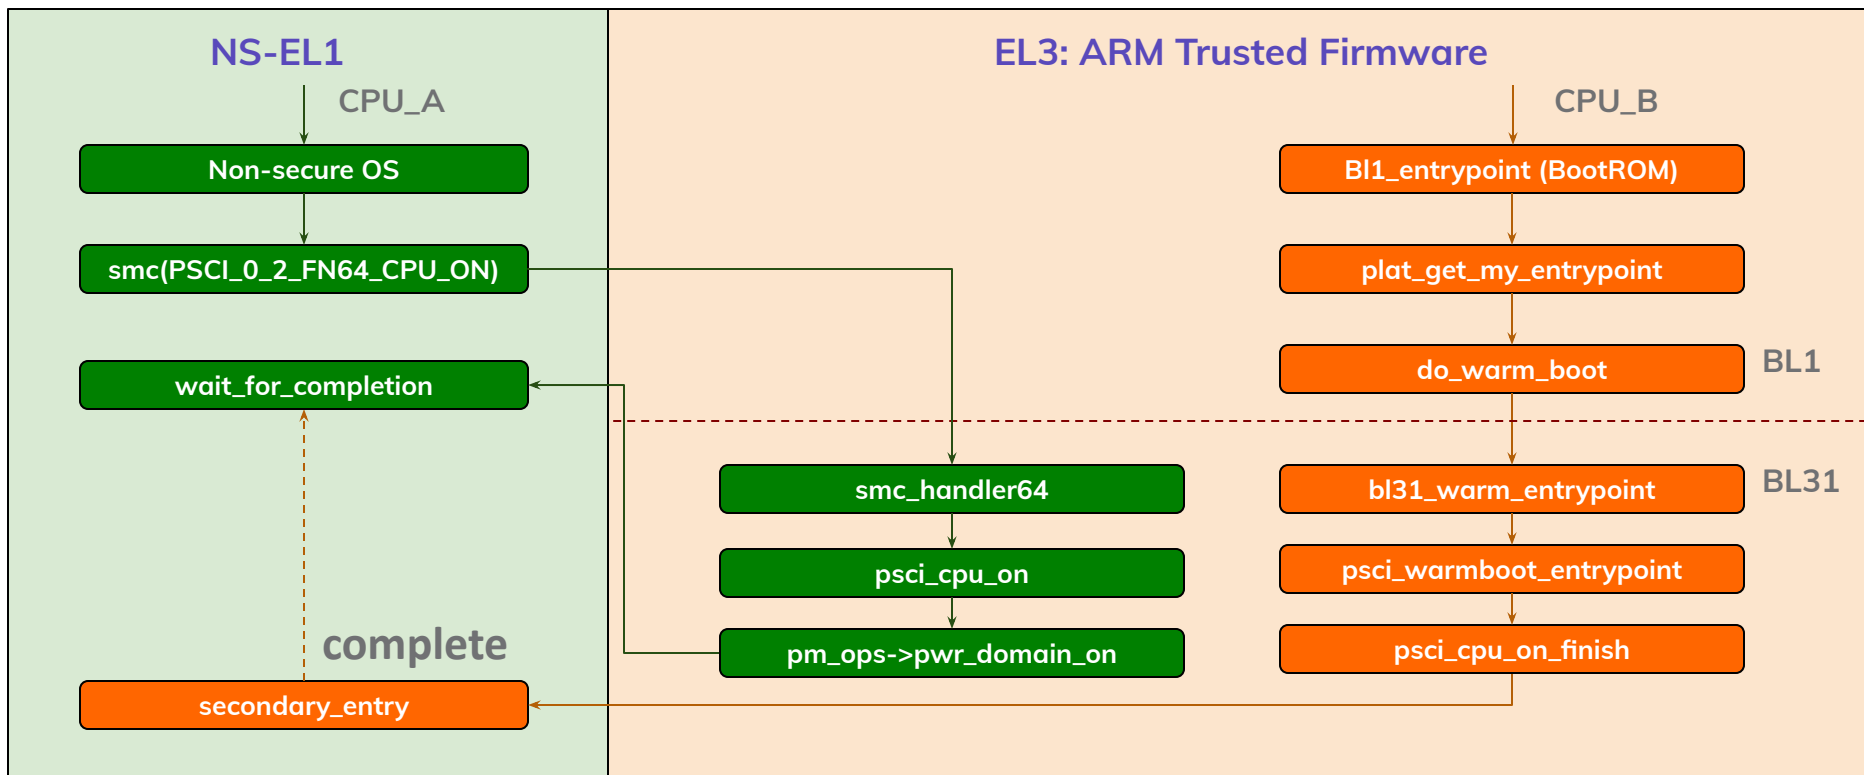 NS-EL1
EL3: ARM Trusted Firmware
CPU_A
CPU_B
Non-secure OS
Bl1_entrypoint (BootROM)
smc(PSCI_0_2_FN64_CPU_ON)
plat_get_my_entrypoint
wait_for_completion
do_warm_boot
BL1
smc_handler64
bl31_warm_entrypoint
BL31
psci_cpu_on
psci_warmboot_entrypoint
pm_ops->pwr_domain_on
psci_cpu_on_finish
complete
secondary_entry